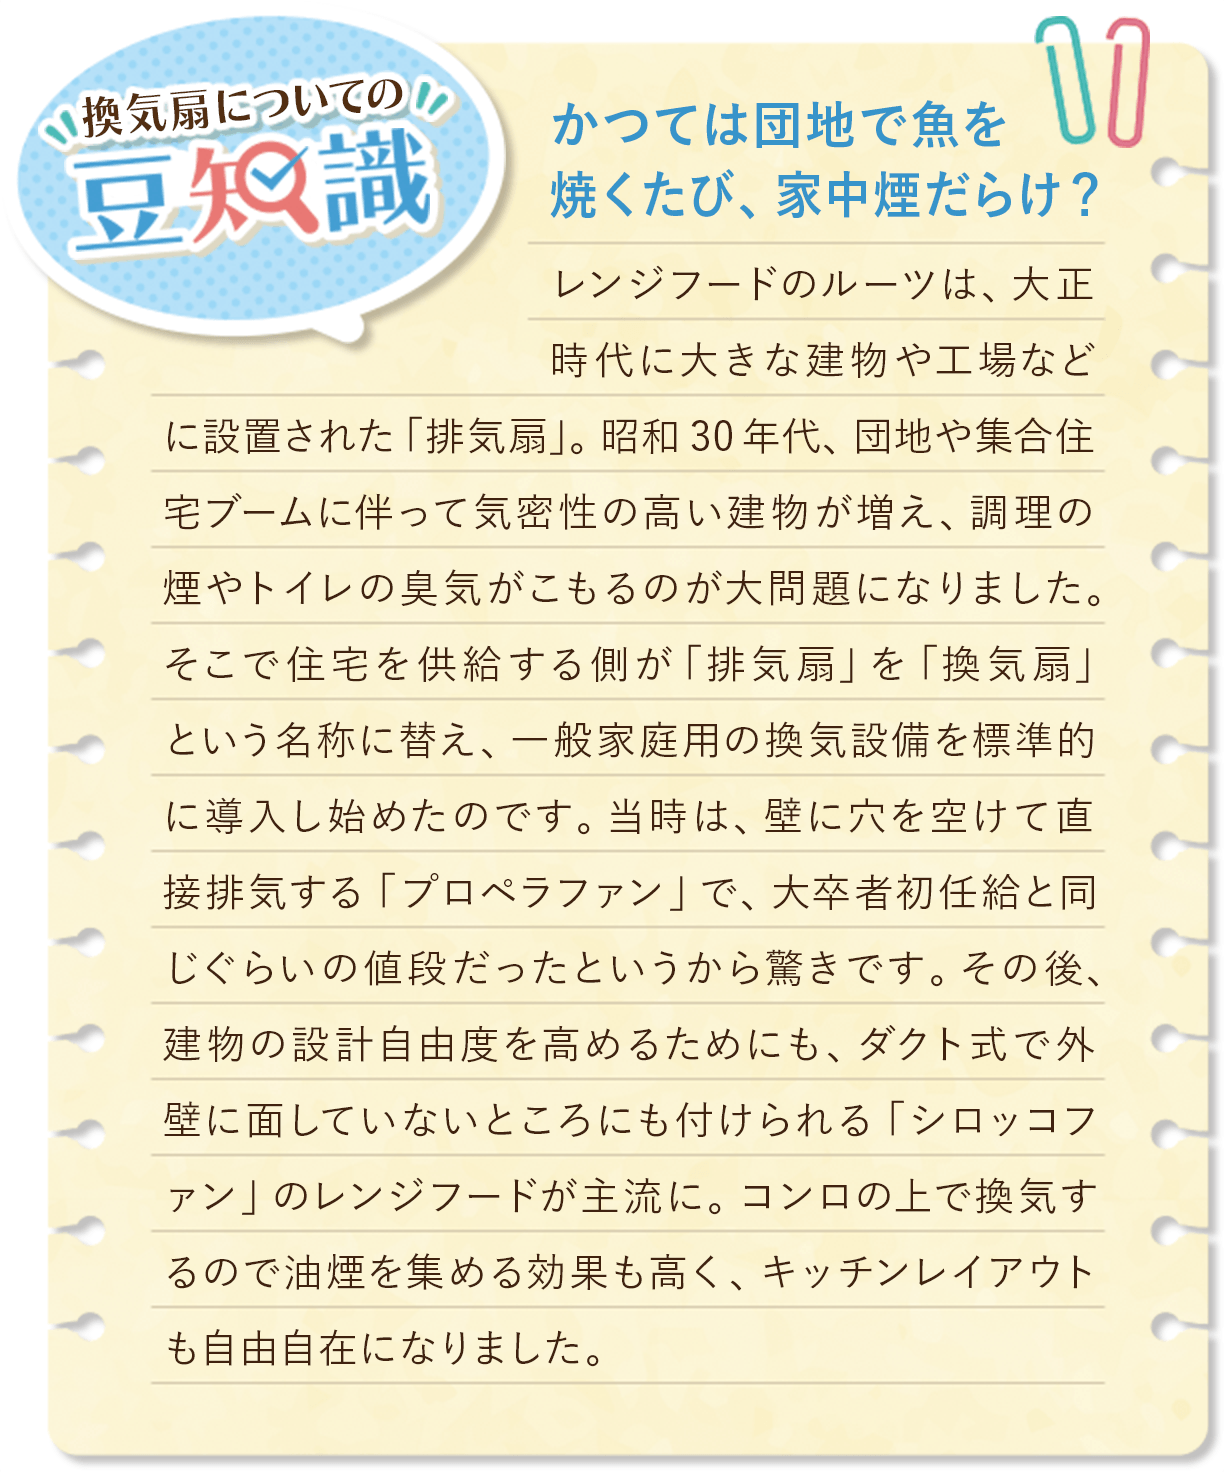 換気扇についての
豆知識
かつては団地で魚を
焼くたび、家中煙だらけ？
レンジフードのルーツは、大正
時代に大きな建物や工場など
に設置された「排気扇」。昭和30年代、団地や集合住
宅ブームに伴って気密性の高い建物が増え、調理の
煙やトイレの臭気がこもるのが大問題になりました。
そこで住宅を供給する側が「排気扇」を「換気扇」
という名称に替え、一般家庭用の換気設備を標準的
に導入し始めたのです。当時は、壁に穴を空けて直
接排気する「プロペラファン」で、大卒者初任給と同
じぐらいの値段だったというから驚きです。その後、
建物の設計自由度を高めるためにも、ダクト式で外
壁に面していないところにも付けられる「シロッコフ
ァン」のレンジフードが主流に。コンロの上で換気す
るので油煙を集める効果も高く、キッチンレイアウト
も自由自在になりました。